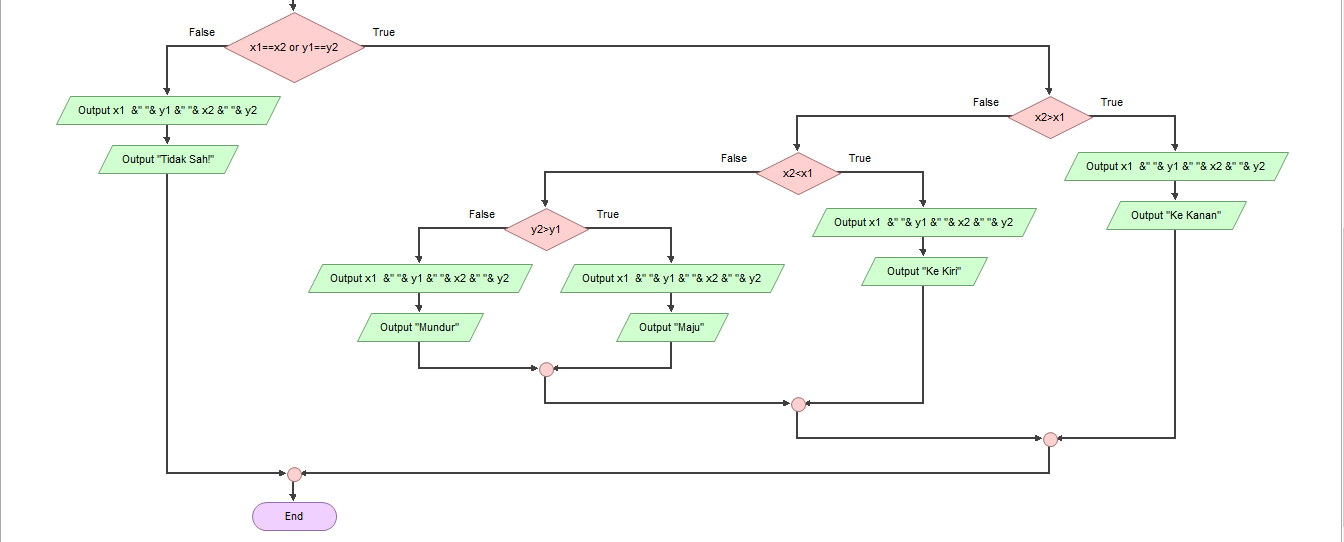 False
True
x1==x2 or y1==y2
Output x1 &" "& y1 &" "& x2 &" "& y2
Output "Tidak Sah!"
False
True
x2>x1
Output x1 &" "& y1 &" "& x2 &" "& y2
Output "Ke Kanan"
False
True
x2<x1
Output x1 &" "& y1 &" "& x2 &" "& y2
Output "Ke Kiri"
False
True
y2>y1
Output x1 &" "& y1 &" "& x2 &" "& y2
Output x1 &" "& y1 &" "& x2 &" "& y2
Output "Mundur"
Output "Maju"
End